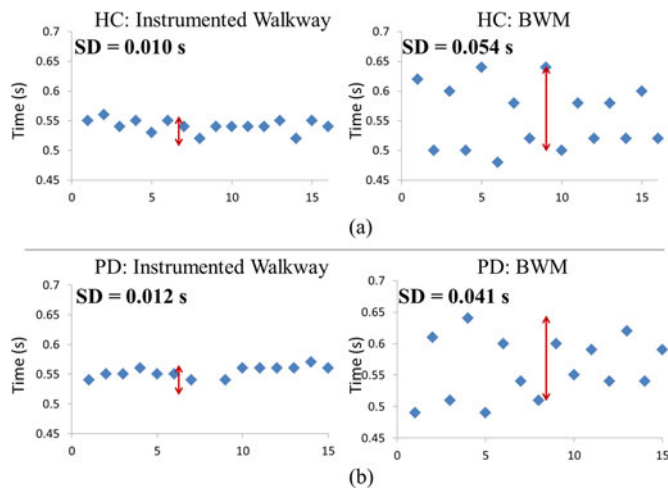 HC: Instrumented Walkway
HC: BWM
0.7
SD = 0.010 s
0.65
0.6
0.55
0.5
0.45
Time (s)
0 5 10 15
0.7
SD = 0.054 s
0.65
0.6
0.55
0.5
0.45
0 5 10 15
(a)
PD: Instrumented Walkway
PD: BWM
0.7
SD = 0.012 s
0.65
0.6
0.55
0.5
0.45
Time (s)
0 5 10 15
0.7
SD = 0.041 s
0.65
0.6
0.55
0.5
0.45
0 5 10 15
(b)